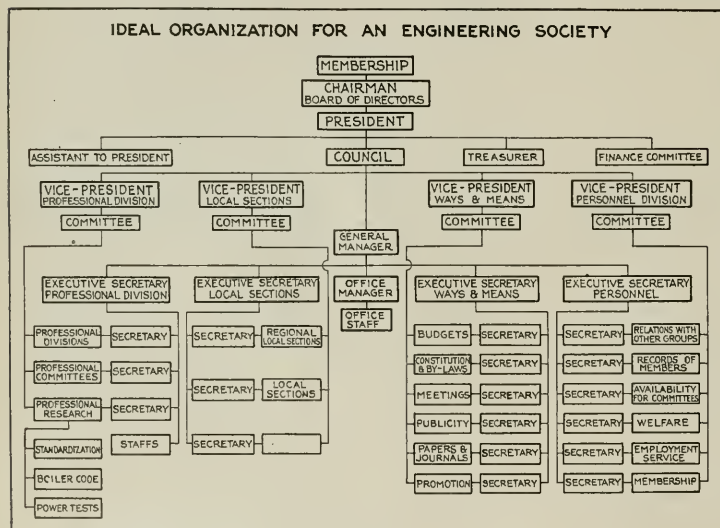 IDEAL ORGANIZATION FOR AN ENGINEERING SOCIETY
MEMBERSHIP
CHAIRMAN
BOARD OF DIRECTORS
PRESIDENT
ASSISTANT TO PRESIDENT
COUNCIL
TREASURER
FINANCE COMMITTEE
VICE-PRESIDENT
PROFESSIONAL DIVISION
COMMITTEE
VICE-PRESIDENT
LOCAL SECTIONS
COMMITTEE
VICE-PRESIDENT
WAYS & MEANS
COMMITTEE
VICE-PRESIDENT
PERSONNEL DIVISION
COMMITTEE
GENERAL
MANAGER
EXECUTIVE SECRETARY
PROFESSIONAL DIVISION
EXECUTIVE SECRETARY
LOCAL SECTIONS
OFFICE
MANAGER
OFFICE
STAFF
EXECUTIVE SECRETARY
WAYS & MEANS
EXECUTIVE SECRETARY
PERSONNEL
PROFESSIONAL
DIVISIONS
SECRETARY
PROFESSIONAL
COMMITTEES
SECRETARY
PROFESSIONAL
RESEARCH
SECRETARY
STANDARDIZATION
STAFFS
BOILER CODE
POWER TESTS
SECRETARY
REGIONAL
LOCAL SECTIONS
SECRETARY
LOCAL
SECTIONS
SECRETARY
BUDGETS
SECRETARY
CONSTITUTION
& BY-LAWS
SECRETARY
MEETINGS
SECRETARY
PUBLICITY
SECRETARY
PAPERS &
JOURNALS
SECRETARY
PROMOTION
SECRETARY
SECRETARY
RELATIONS WITH
OTHER GROUPS
SECRETARY
RECORDS OF
MEMBERS
SECRETARY
AVAILABILITY
FOR COMMITTEES
SECRETARY
WELFARE
SECRETARY
EMPLOYMENT
SERVICE
SECRETARY
MEMBERSHIP